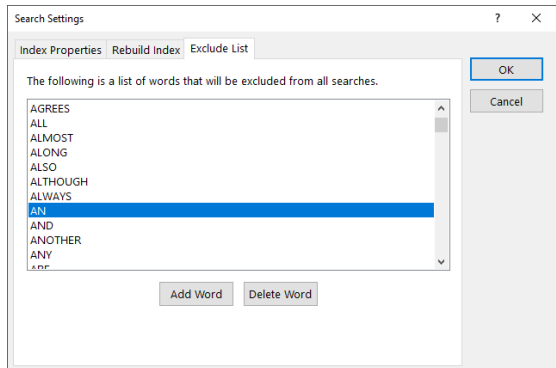 Search Settings
?
Index Properties
Rebuild Index
Exclude List
The following is a list of words that will be excluded from all searches.
AGREES
ALL
ALMOST
ALONG
ALSO
ALTHOUGH
ALWAYS
AN
AND
ANOTHER
ANY
ARE
Add Word
Delete Word
OK
Cancel